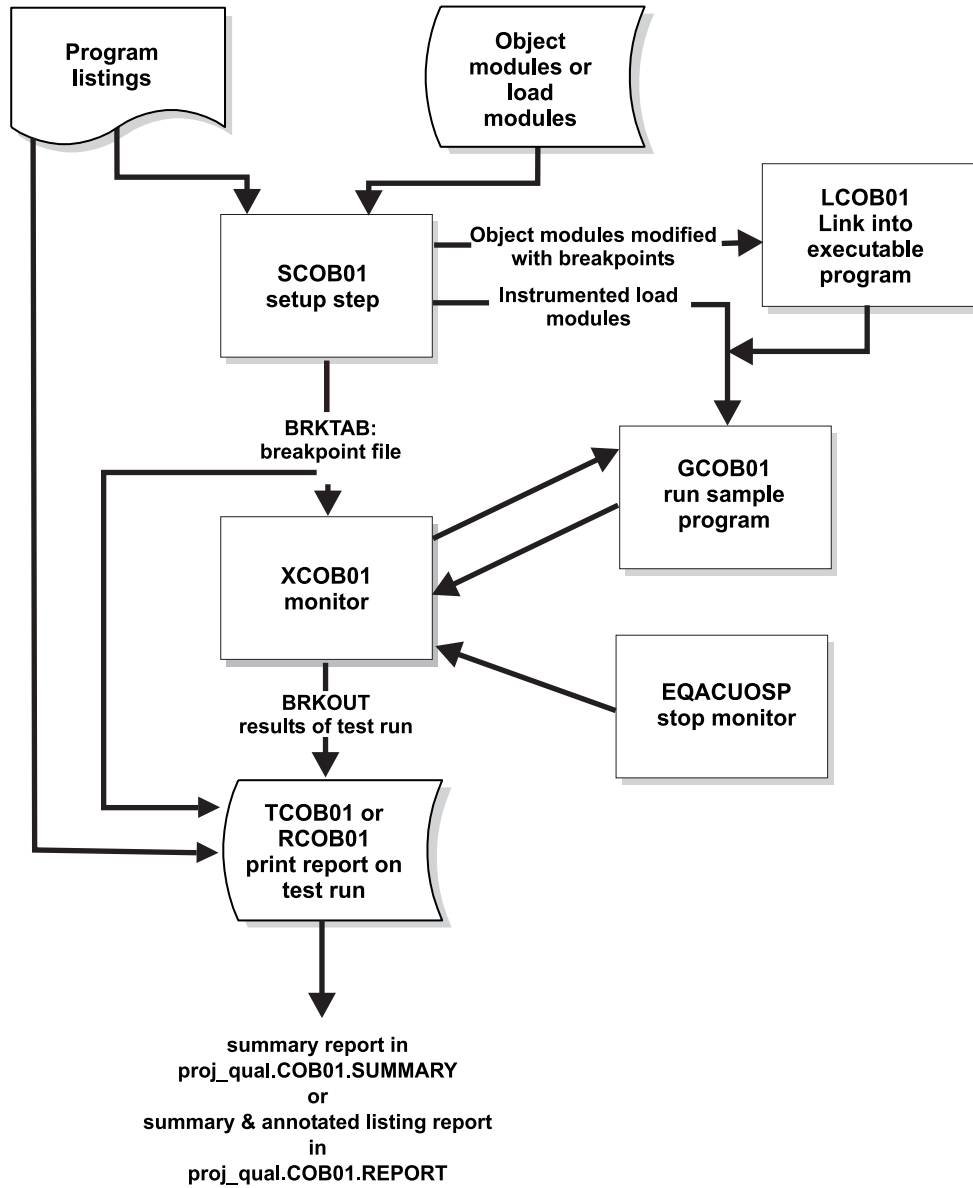 Program
listings
Object
modules or
load
modules
LCOB01
Link into
executable
program
SCOB01
setup step
Object modules modified
with breakpoints
Instrumented load
modules
BRKTAB:
breakpoint file
GCOB01
run sample
program
XCOB01
monitor
EQACUOSP
stop monitor
BRKOUT
results of test run
TCOB01 or
RCOB01
print report on
test run
summary report in
proj_qual.COB01.SUMMARY
or
summary & annotated listing report
in
proj_qual.COB01.REPORT